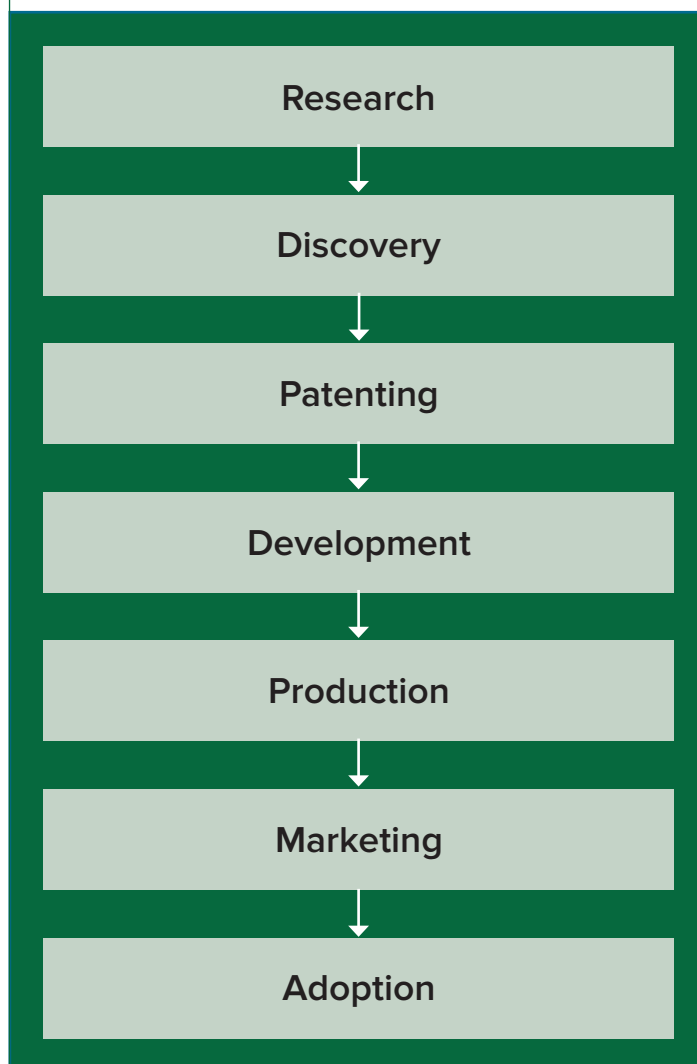 Research
Discovery
Patenting
Development
Production
Marketing
Adoption